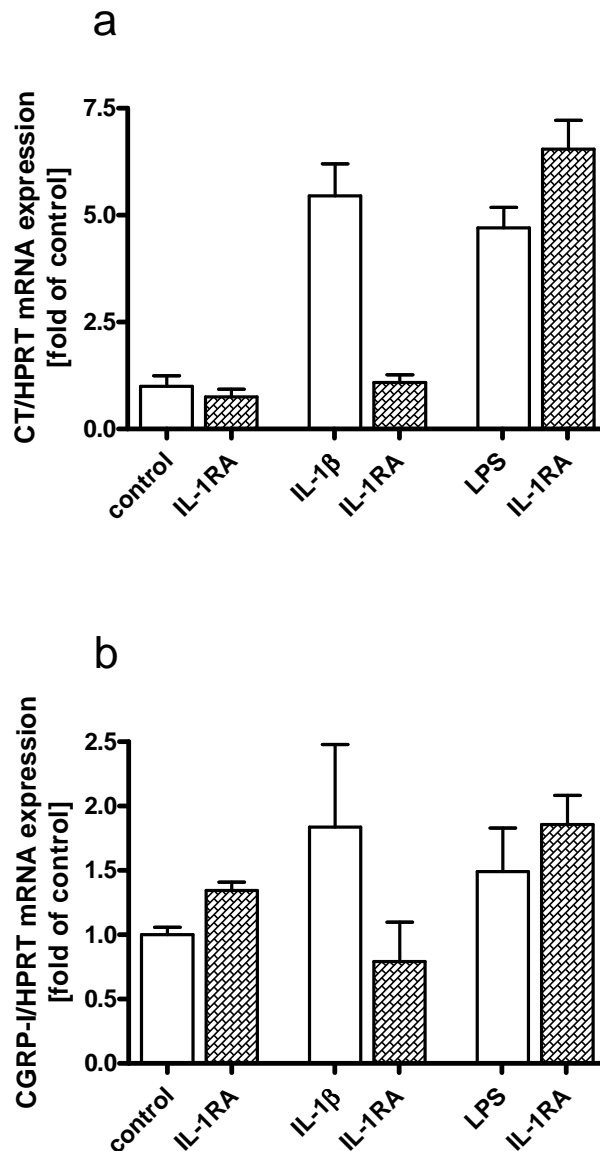 a
CT/HPRT mRNA expression
[fold of control]
7.5
5.0
2.5
0.0
control
IL-1RA
IL-1β
IL-1RA
LPS
IL-1RA
b
CGRP-I/HPRT mRNA expression
[fold of control]
2.5
2.0
1.5
1.0
0.5
0.0
control
IL-1RA
IL-1β
IL-1RA
LPS
IL-1RA